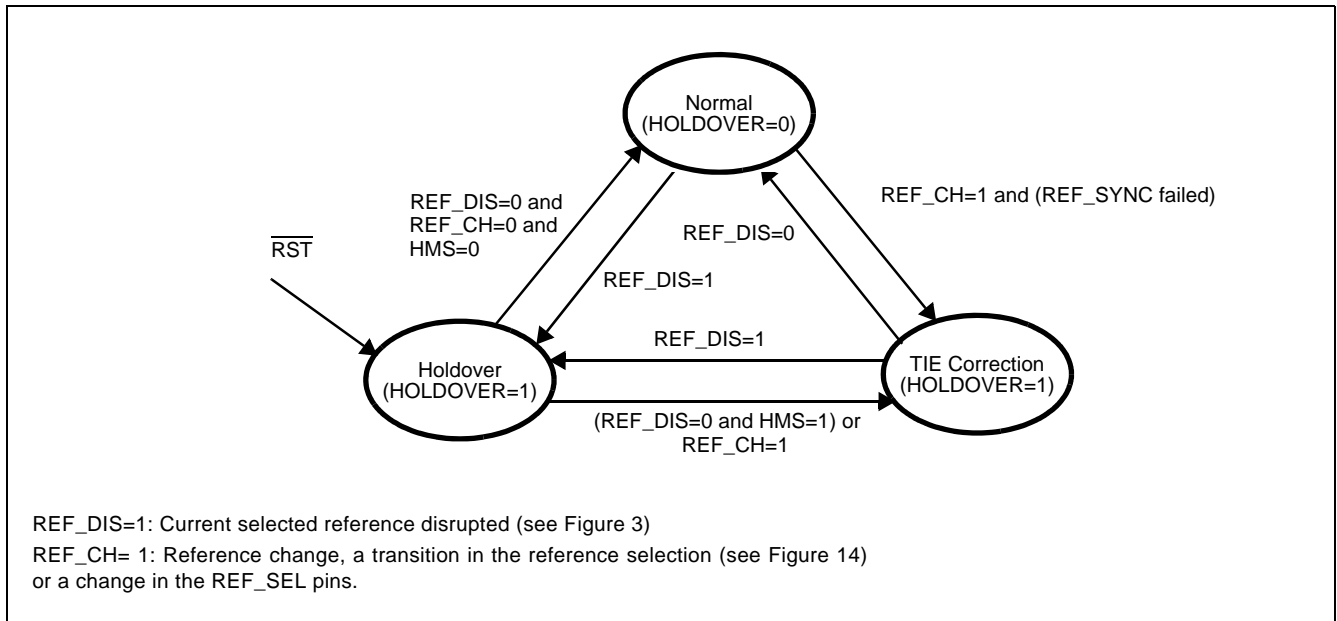 Normal
(HOLDOVER=0)
REF_DIS=0 and
REF_CH=0 and
HMS=0
REF_CH=1 and (REF_SYNC failed)
RST
REF_DIS=0
REF_DIS=1
REF_DIS=1
Holdover
(HOLDOVER=1)
TIE Correction
(HOLDOVER=1)
(REF_DIS=0 and HMS=1) or
REF_CH=1
REF_DIS=1: Current selected reference disrupted (see Figure 3)
REF_CH= 1: Reference change, a transition in the reference selection (see Figure 14)
or a change in the REF_SEL pins.